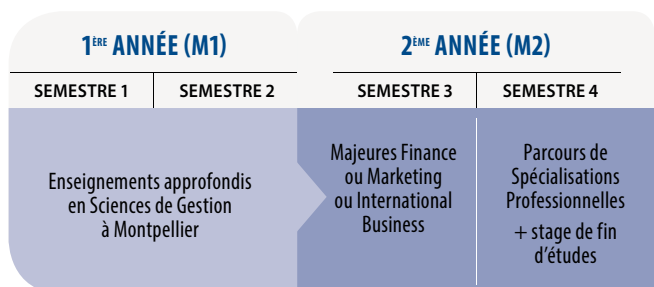 1ÈRE ANNÉE (M1)
2ÈME ANNÉE (M2)
SEMESTRE 1
SEMESTRE 2
SEMESTRE 3
SEMESTRE 4
Enseignements approfondis
en Sciences de Gestion
à Montpellier
Majeures Finance
ou Marketing
ou International
Business
Parcours de
Spécialisations
Professionnelles
+ stage de fin
d'études